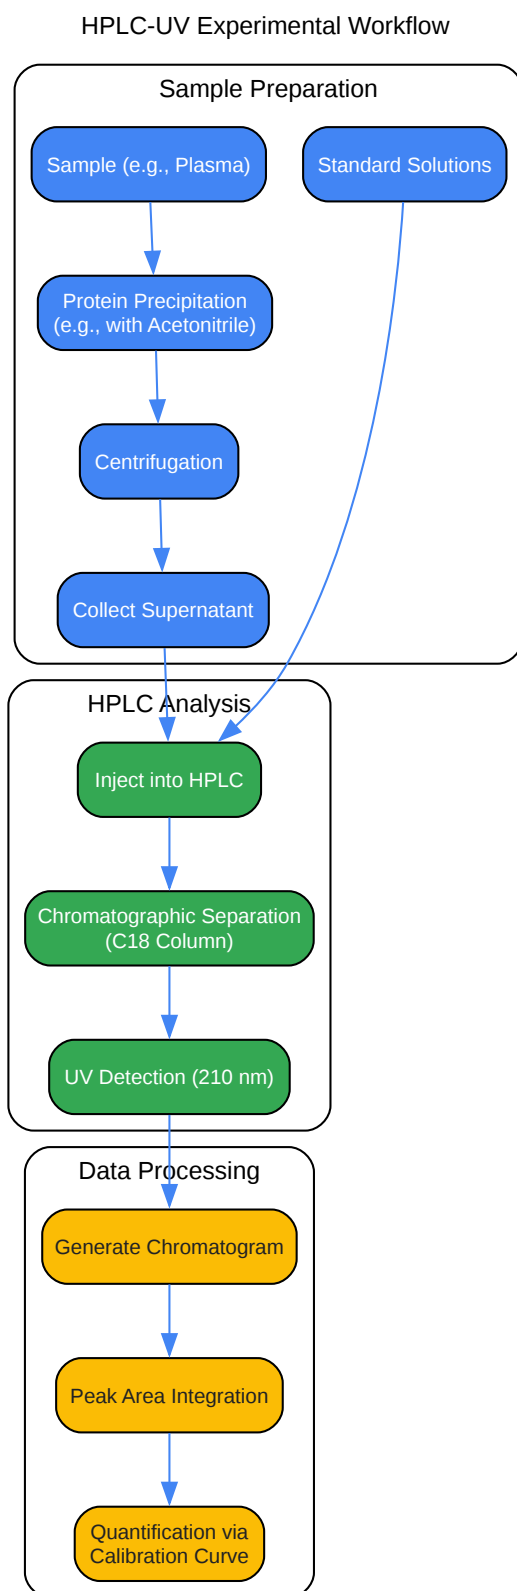 HPLC-UV Experimental Workflow
Sample Preparation
Sample (e.g., Plasma)
Standard Solutions
Protein Precipitation
(e.g., with Acetonitrile)
Centrifugation
Collect Supernatant
HPLC Analysis
Inject into HPLC
Chromatographic Separation
(C18 Column)
UV Detection (210 nm)
Data Processing
Generate Chromatogram
Peak Area Integration
Quantification via
Calibration Curve